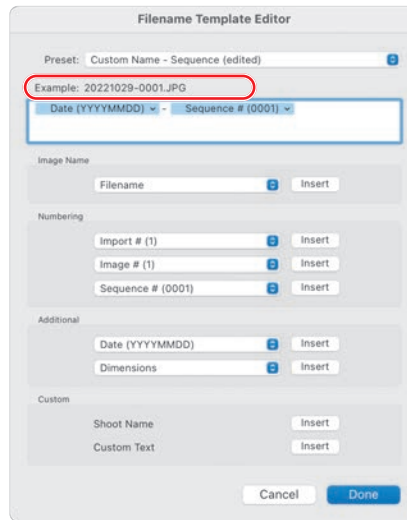 Filename Template Editor
Preset: Custom Name - Sequence (edited)
Example: 20221029-0001.JPG
Date (YYYYMMDD) - Sequence # (0001)
Image Name
Filename Insert
Numbering
Import # (1) Insert
Image # (1) Insert
Sequence # (0001) Insert
Additional
Date (YYYYMMDD) Insert
Dimensions Insert
Custom
Shoot Name Insert
Custom Text Insert
Cancel Done